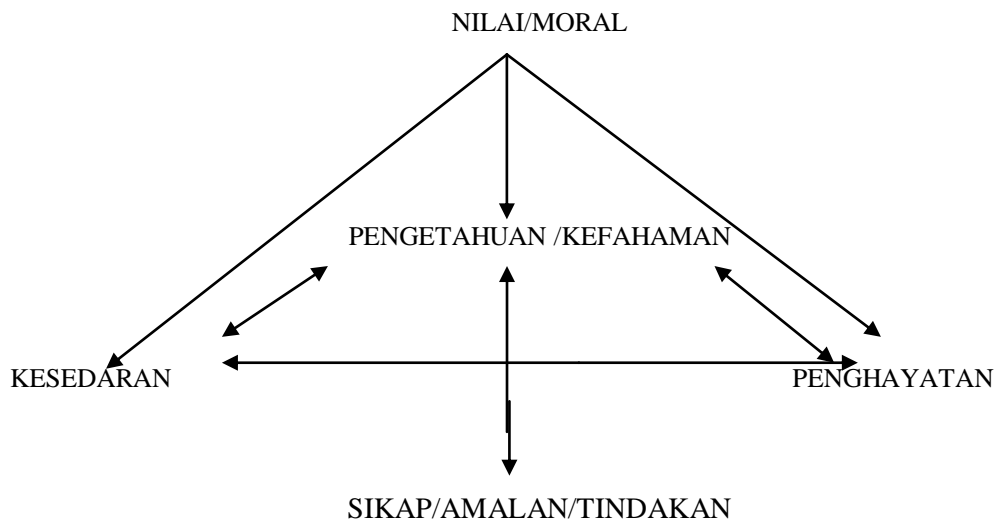 NILAI/MORAL
PENGETAHUAN /KEFAHAMAN
KESEDARAN
PENGHAYATAN
SIKAP/AMALAN/TINDAKAN